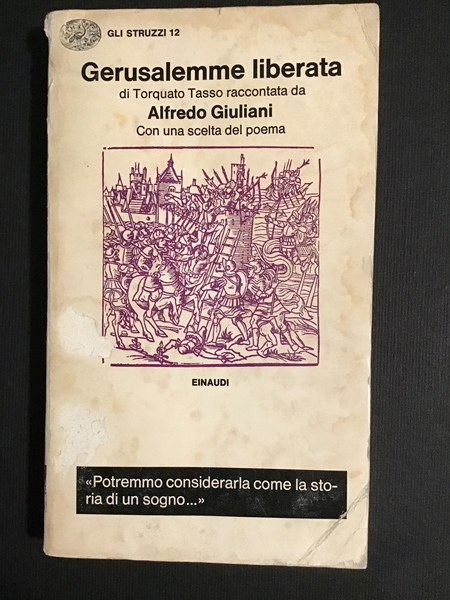 GLI STRUZZI 12
Gerusalemme liberata
di Torquato Tasso raccontata da
Alfredo Giuliani
Con una scelta del poema
EINAUDI
«Potremmo considerarla come la sto-
ria di un sogno...»